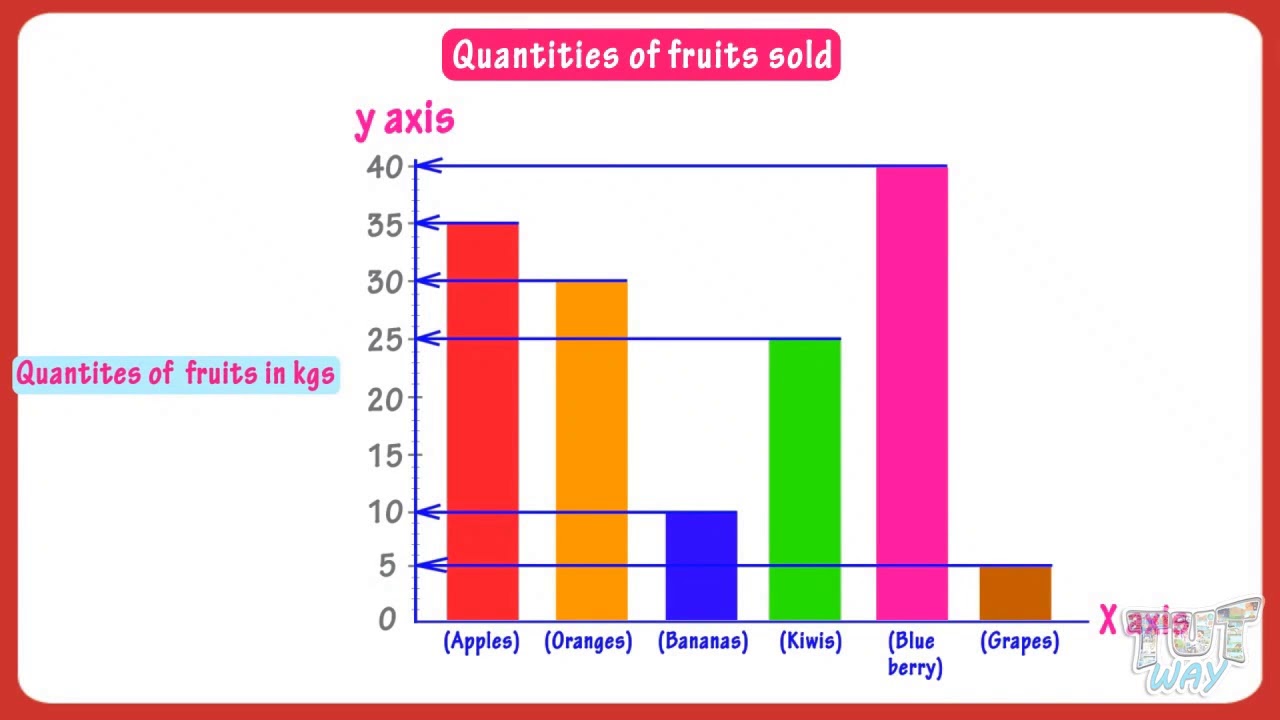 Quantities of fruits sold
y axis
40
35
30
25
20
15
10
5
0
Quantites of fruits in kgs
(Apples)
(Oranges)
(Bananas)
(Kiwis)
(Blue
berry)
(Grapes)
X axis
TUT
WAY